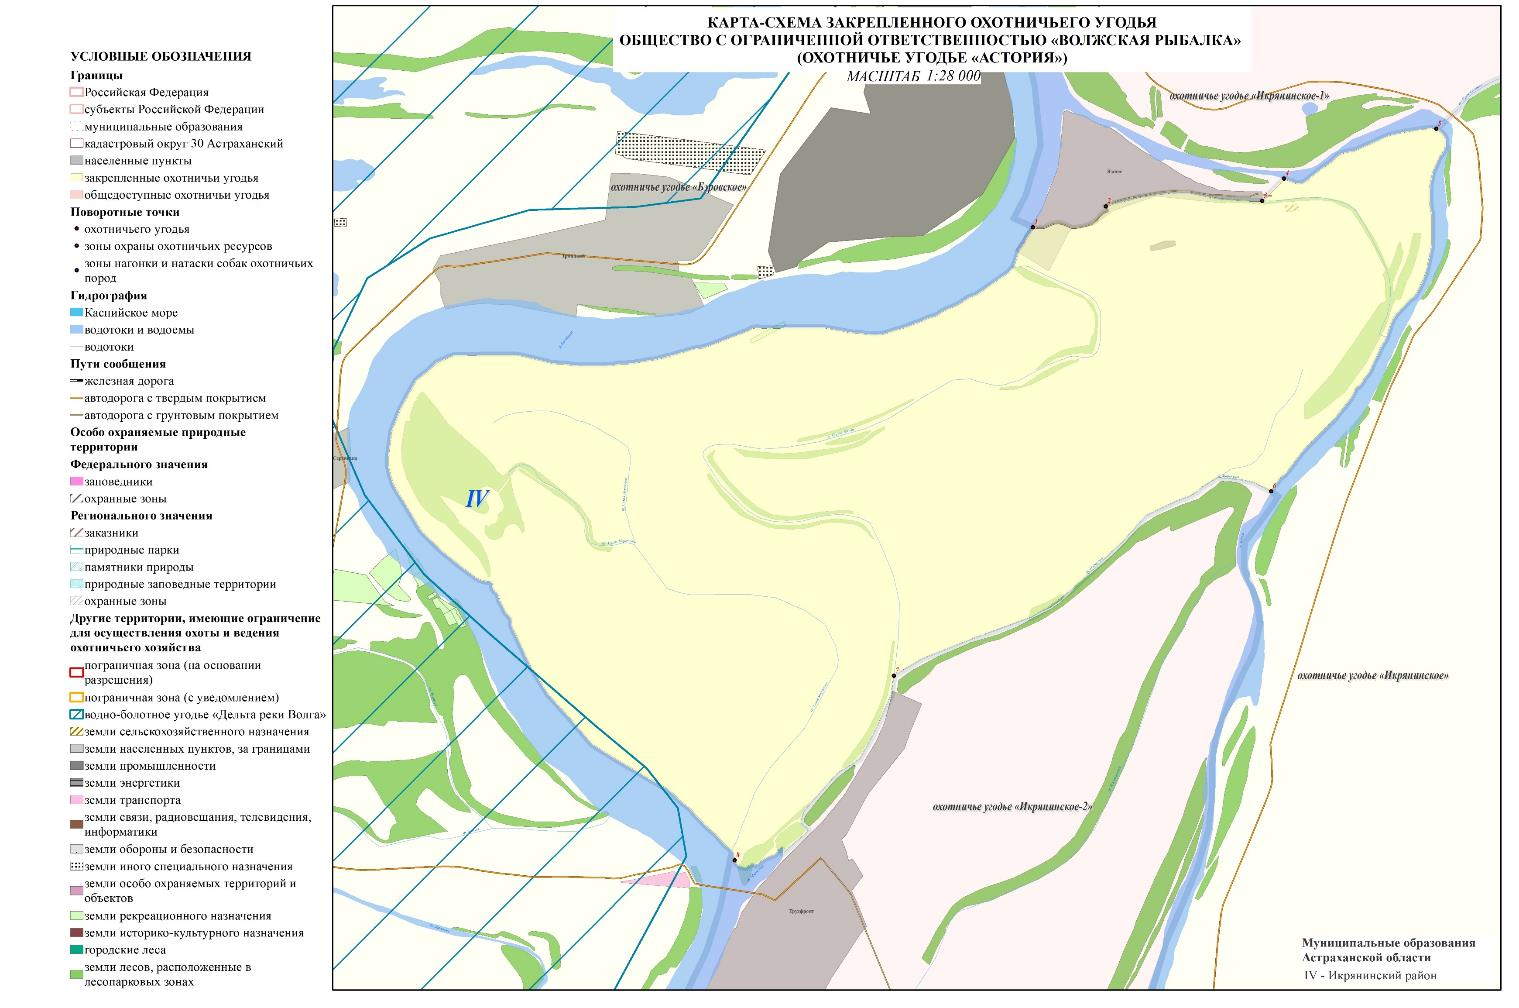 КАРТА-СХЕМА ЗАКРЕПЛЕННОГО ОХОТНИЧЬЕГО УГОДЬЯ
ОБЩЕСТВО С ОГРАНИЧЕННОЙ ОТВЕТСТВЕННОСТЬЮ «ВОЛЖСКАЯ РЫБАЛКА»
(ОХОТНИЧЬЕ УГОДЬЕ «АСТОРИЯ»)
МАСШТАБ 1:28 000
УСЛОВНЫЕ ОБОЗНАЧЕНИЯ
Границы
Российская Федерация
субъекты Российской Федерации
муниципальные образования
кадастровый округ 30 Астраханский
населенные пункты
закрепленные охотничьи угодья
общедоступные охотничьи угодья
Поворотные точки
охотничьего угодья
зоны охраны охотничьих ресурсов
зоны нагонки и натаски собак охотничьих
пород
Гидрография
Каспийское море
водотоки и водоемы
водотоки
Пути сообщения
железная дорога
автодорога с твердым покрытием
автодорога с грунтовым покрытием
Особо охраняемые природные
территории
Федерального значения
заповедники
охранные зоны
Регионального значения
заказники
природные парки
памятники природы
природные заповедные территории
охранные зоны
Другие территории, имеющие ограничение
для осуществления охоты и ведения
охотничьего хозяйства
пограничная зона (на основании
разрешения)
пограничная зона (с уведомлением)
водно-болотное угодье «Дельта реки Волга»
земли сельскохозяйственного назначения
земли населенных пунктов, за границами
земли промышленности
земли энергетики
земли транспорта
земли связи, радиовещания, телевидения,
информатики
земли обороны и безопасности
земли иного специального назначения
земли особо охраняемых территорий и
объектов
земли рекреационного назначения
земли историко-культурного назначения
городские леса
земли лесов, расположенные в
лесопарковых зонах
охотничье угодье «Икрянинское-1»
охотничье угодье «Бэровское»
IV
охотничье угодье «Икрянинское»
охотничье угодье «Икрянинское-2»
Трудфронт
Муниципальные образования
Астраханской области
IV - Икрянинский район